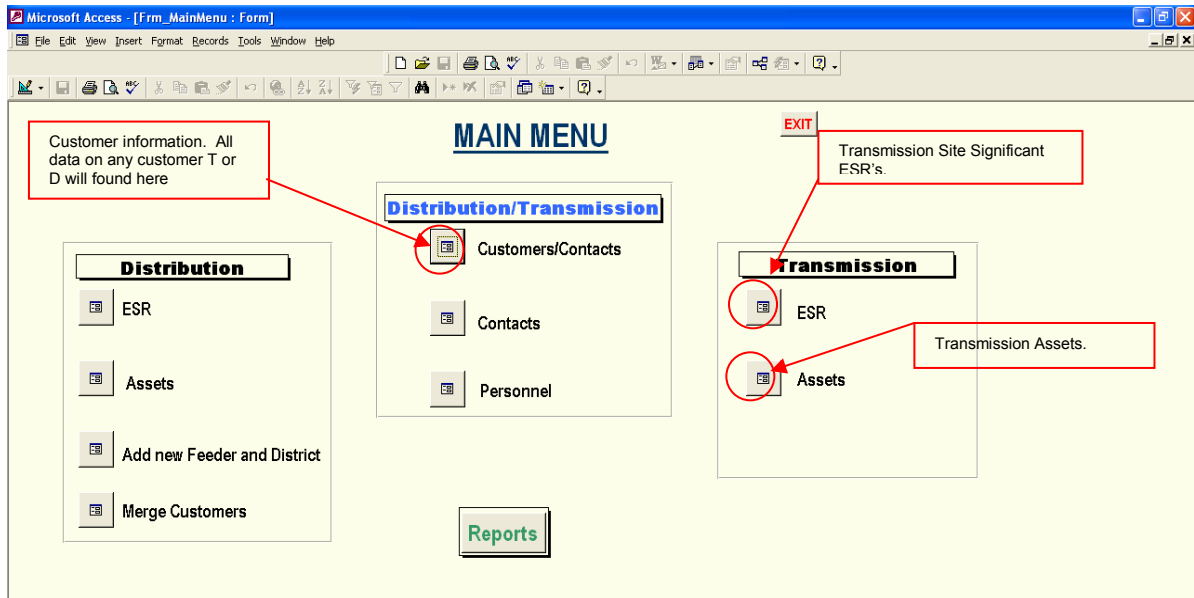 Microsoft Access - [Frm_MainMenu : Form]
File Edit View Insert Format Records Tools Window Help
MAIN MENU
EXIT
Customer information. All
data on any customer T or
D will found here
Transmission Site Significant
ESR's.
Distribution/Transmission
Customers/Contacts
Contacts
Personnel
Distribution
ESR
Assets
Add new Feeder and District
Merge Customers
Transmission
ESR
Assets
Transmission Assets.
Reports